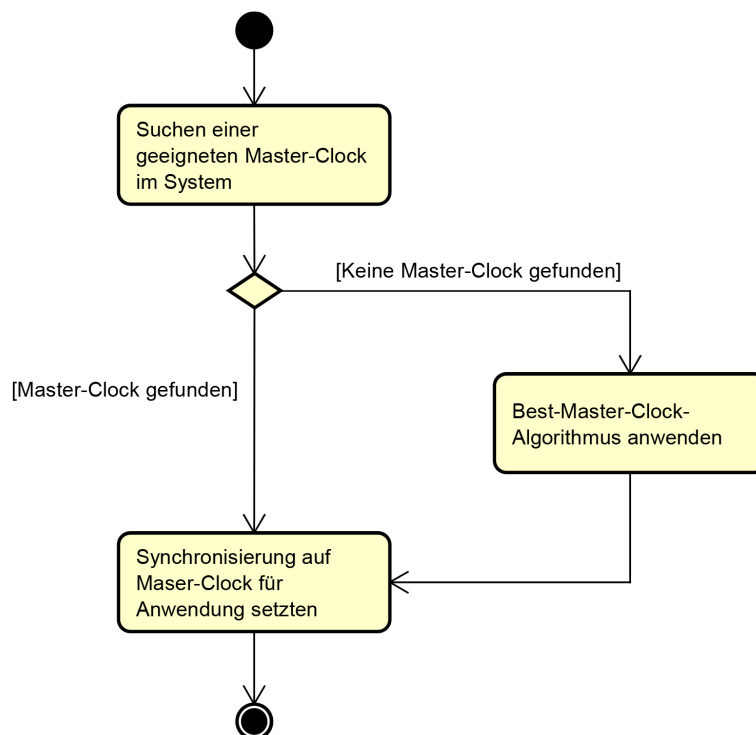 Suchen einer
geeigneten Master-Clock
im System
[Keine Master-Clock gefunden]
[Master-Clock gefunden]
Best-Master-Clock-
Algorithmus anwenden
Synchronisierung auf
Maser-Clock für
Anwendung setzten